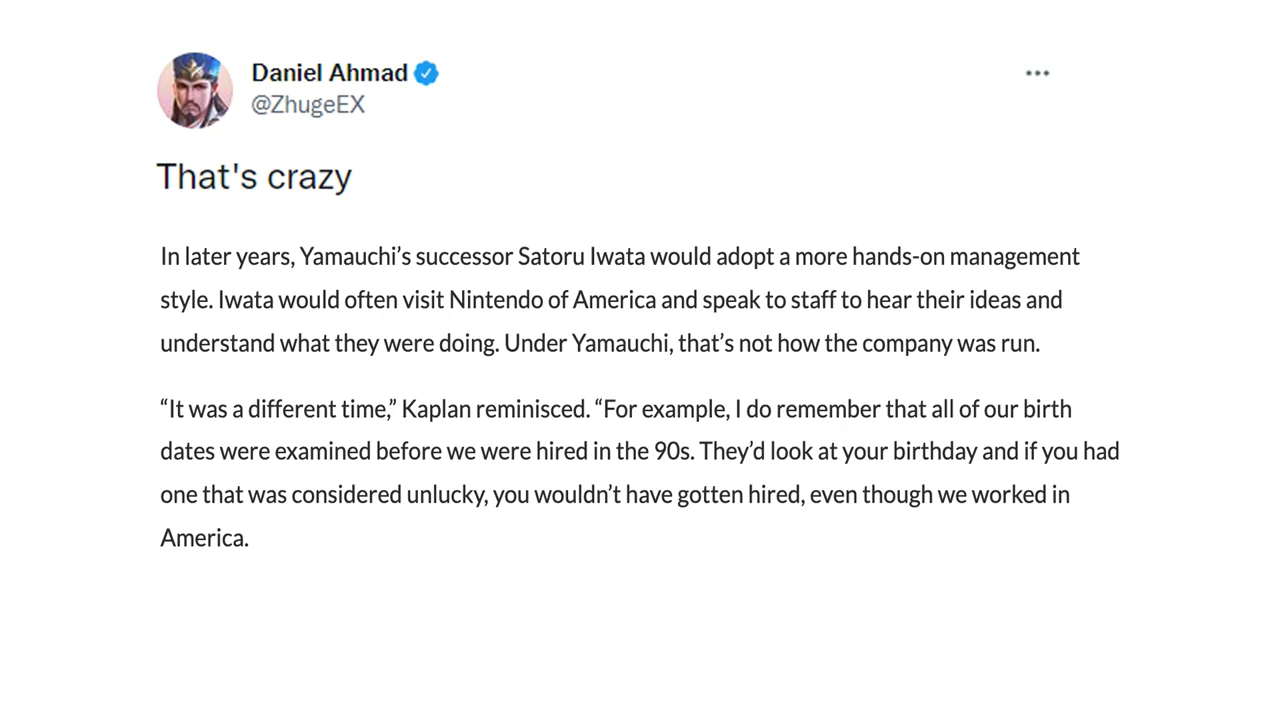 Daniel Ahmad
@ZhugeEX
That's crazy
In later years, Yamauchi’s successor Satoru Iwata would adopt a more hands-on management
style. Iwata would often visit Nintendo of America and speak to staff to hear their ideas and
understand what they were doing. Under Yamauchi, that’s not how the company was run.
“It was a different time,” Kaplan reminisced. “For example, I do remember that all of our birth
dates were examined before we were hired in the 90s. They’d look at your birthday and if you had
one that was considered unlucky, you wouldn’t have gotten hired, even though we worked in
America.